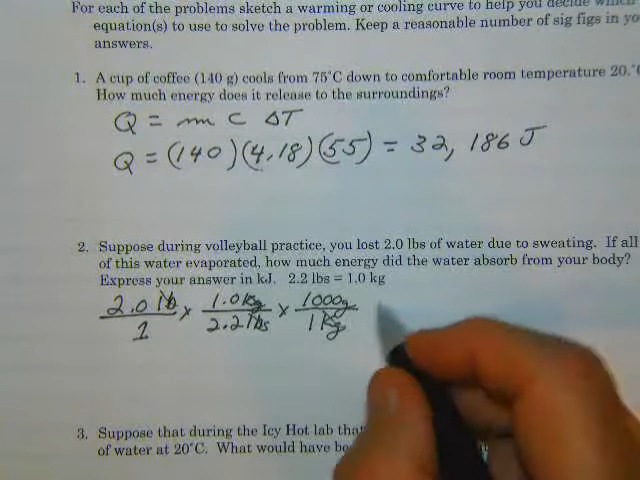 For each of the problems sketch a warming or cooling curve to help you decide which
equation(s) to use to solve the problem. Keep a reasonable number of sig figs in
answers.
1. A cup of coffee (140 g) cools from 75°C down to comfortable room temperature 20.°
How much energy does it release to the surroundings?
Q = m C ΔT
Q = (140)(4.18)(55) = 32,186 J
2. Suppose during volleyball practice, you lost 2.0 lbs of water due to sweating. If all
of this water evaporated, how much energy did the water absorb from your body?
Express your answer in kJ. 2.2 lbs = 1.0 kg
2.0 lb/1 x 1.0 kg/2.2 lbs x 1000g/1 kg
3. Suppose that during the Icy Hot lab that
of water at 20°C. What would have